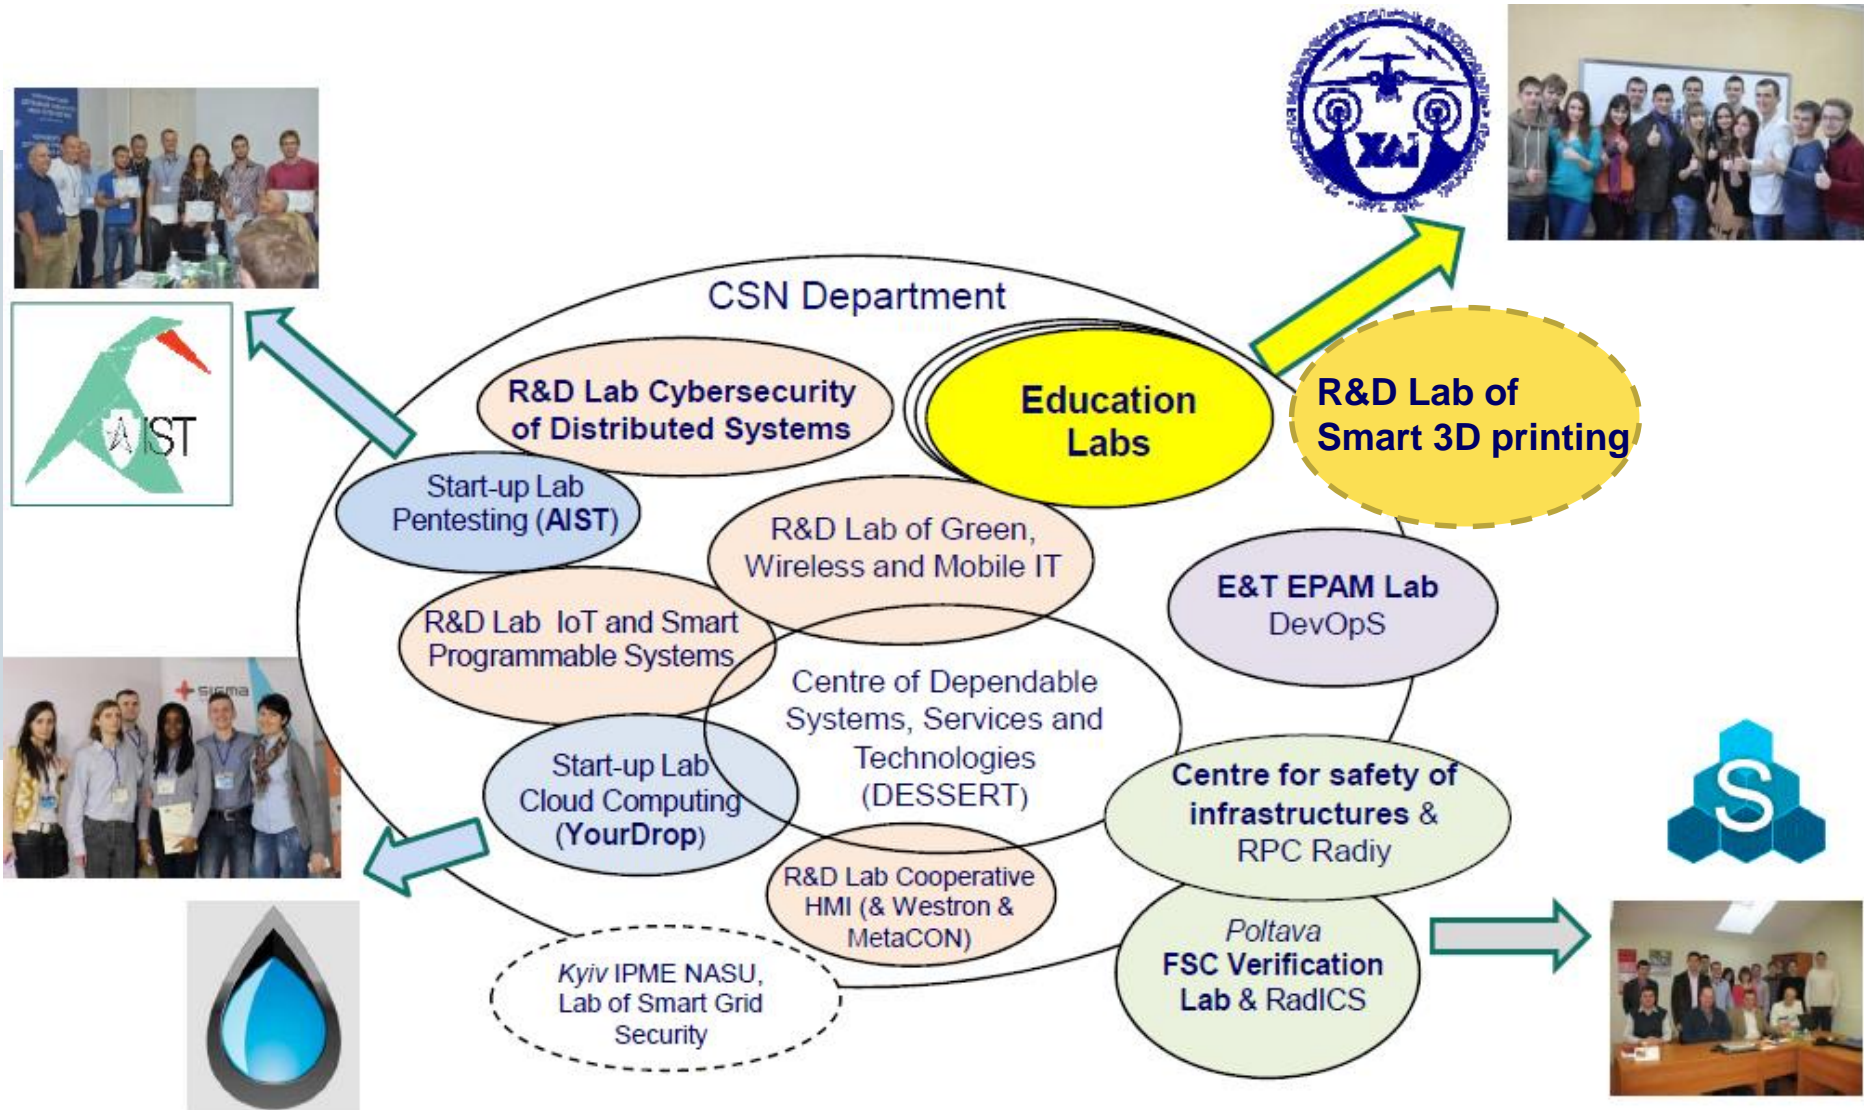 CSN Department
R&D Lab Cybersecurity
of Distributed Systems
Education
Labs
R&D Lab of
Smart 3D printing
XAI
AIST
Start-up Lab
Pentesting (AIST)
R&D Lab of Green,
Wireless and Mobile IT
E&T EPAM Lab
DevOpS
R&D Lab IoT and Smart
Programmable Systems
Centre of Dependable
Systems, Services and
Technologies
(DESSERT)
sigma
Start-up Lab
Cloud Computing
(YourDrop)
Centre for safety of
infrastructures &
RPC Radiy
S
R&D Lab Cooperative
HMI (& Westron &
MetaCON)
Poltava
FSC Verification
Lab & RadICS
Kyiv IPME NASU,
Lab of Smart Grid
Security